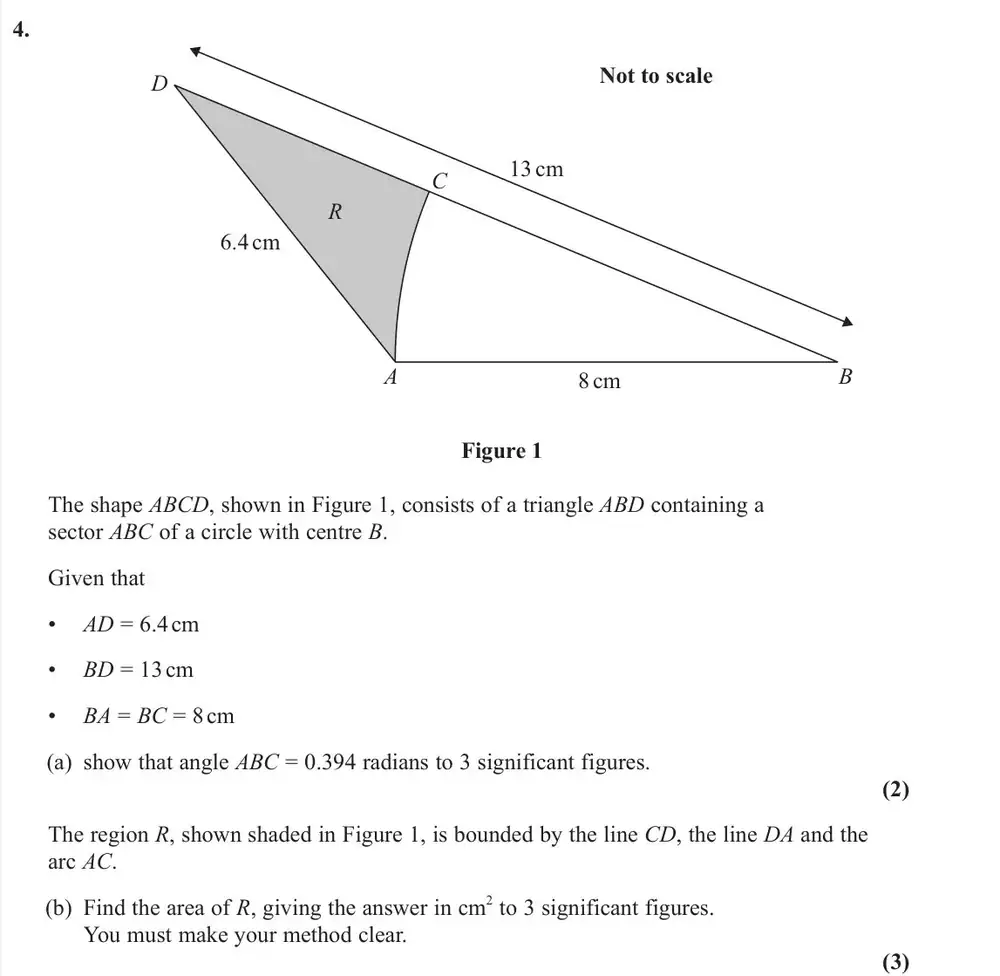 4.
D
Not to scale
13 cm
C
R
6.4 cm
A
8 cm
B
Figure 1
The shape ABCD, shown in Figure 1, consists of a triangle ABD containing a
sector ABC of a circle with centre B.
Given that
• AD = 6.4 cm
• BD = 13 cm
• BA = BC = 8 cm
(a) show that angle ABC = 0.394 radians to 3 significant figures.
(2)
The region R, shown shaded in Figure 1, is bounded by the line CD, the line DA and the
arc AC.
(b) Find the area of R, giving the answer in cm² to 3 significant figures.
You must make your method clear.
(3)